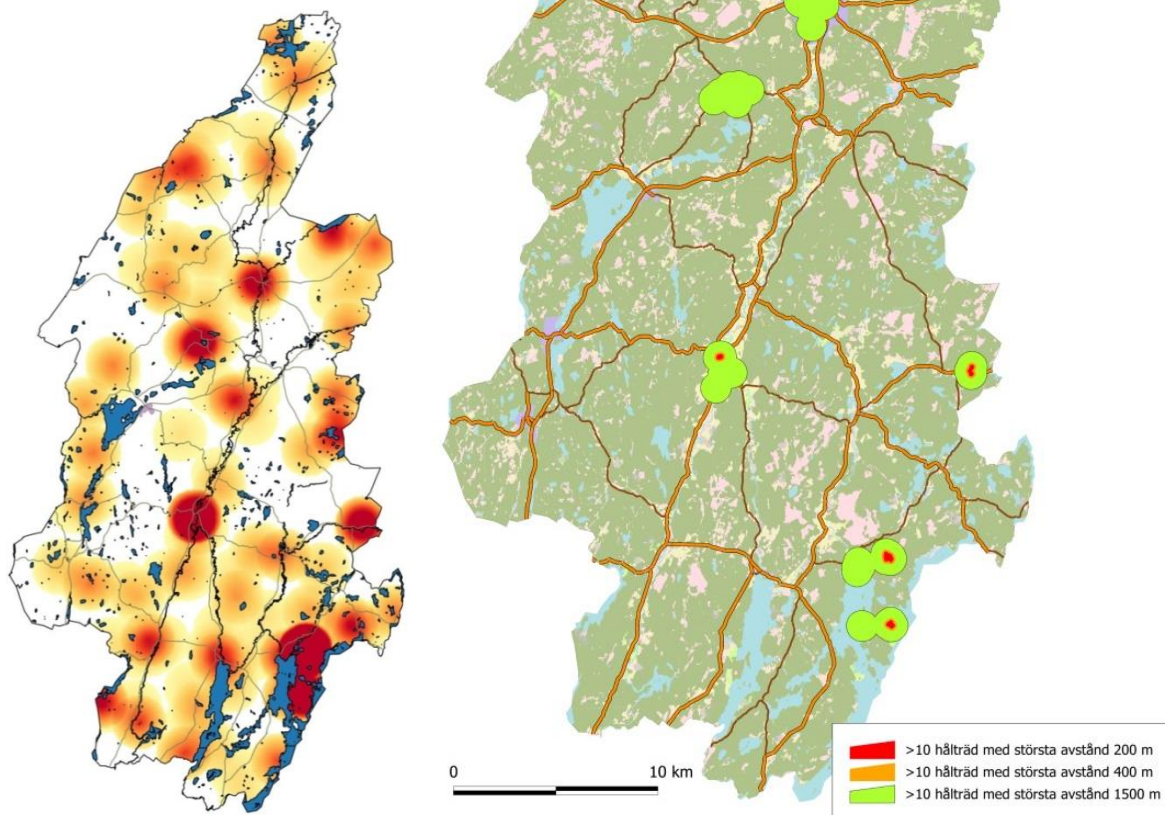 0 10 km
>10 hålträd med största avstånd 200 m
>10 hålträd med största avstånd 400 m
>10 hålträd med största avstånd 1500 m